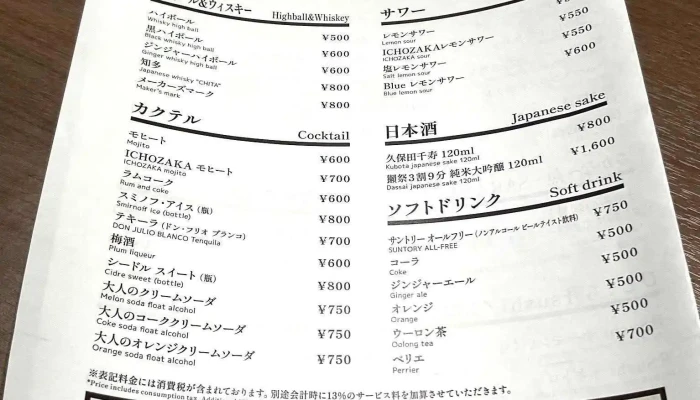 ル&ウィスキー Highball&Whiskey
ハイボール ¥500
Whisky high ball
黒ハイボール ¥600
Black whisky high ball
ジンジャーハイボール ¥600
Ginger whisky high ball
知多 ¥800
Japanese whisky "CHITA"
メーカーズマーク ¥800
Maker's mark
カクテル Cocktail
モヒート ¥600
Mojito
ICHOZAKA モヒート ¥700
ICHOZAKA mojito
ラムコーク ¥600
Rum and coke
スミノフ・アイス (瓶) ¥800
Smirnoff ice (bottle)
テキーラ (ドン・フリオ ブランコ) ¥700
DON JULIO BLANCO Tenquila
梅酒 ¥600
Plum liqueur
シードル スイート (瓶) ¥800
Cidre sweet (bottle)
大人のクリームソーダ ¥750
Melon soda float alcohol
大人のコーククリームソーダ ¥750
Coke soda float alcohol
大人のオレンジクリームソーダ ¥750
Orange soda float alcohol
サワー
レモンサワー
Lemon sour
ICHOZAKAレモンサワー ¥550
ICHOZAKA sour
塩レモンサワー ¥550
Salt lemon sour
Blue レモンサワー ¥600
Blue lemon sour
日本酒 Japanese sake
久保田千寿 120ml ¥800
Kubota japanese sake 120ml
獺祭3割9分 純米大吟醸 120ml ¥1,600
Dassai japanese sake 120ml
ソフトドリンク Soft drink
サントリー オールフリー (ノンアルコール ビールテイスト飲料) ¥750
SUNTORY ALL-FREE
コーラ ¥500
Coke
ジンジャーエール ¥500
Ginger ale
オレンジ ¥500
Orange
ウーロン茶 ¥500
Oolong tea
ペリエ ¥700
Perrier
※表記料金には消費税が含まれております。別途会計時に13%のサービス料を加算させていただきます。
*Price includes consumption tax.